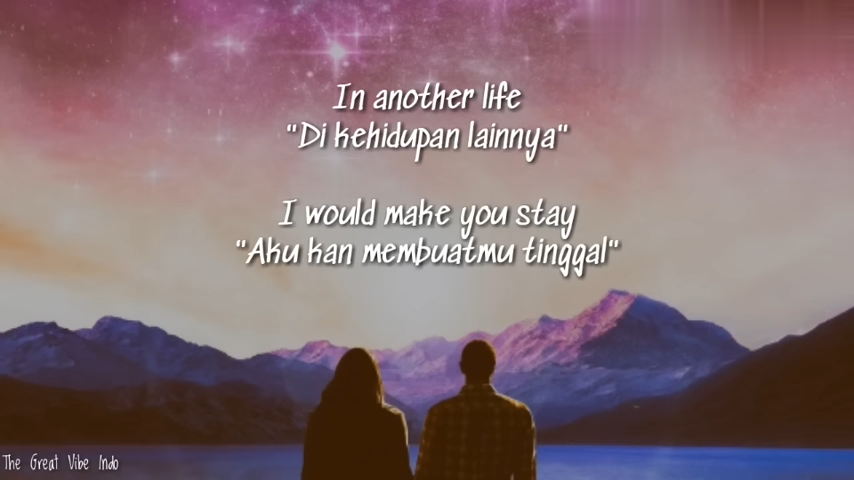 In another life
"Di kehidupan lainnya"
I would make you stay
"Aku kan membuatmu tinggal"
The Great Vibe Indo